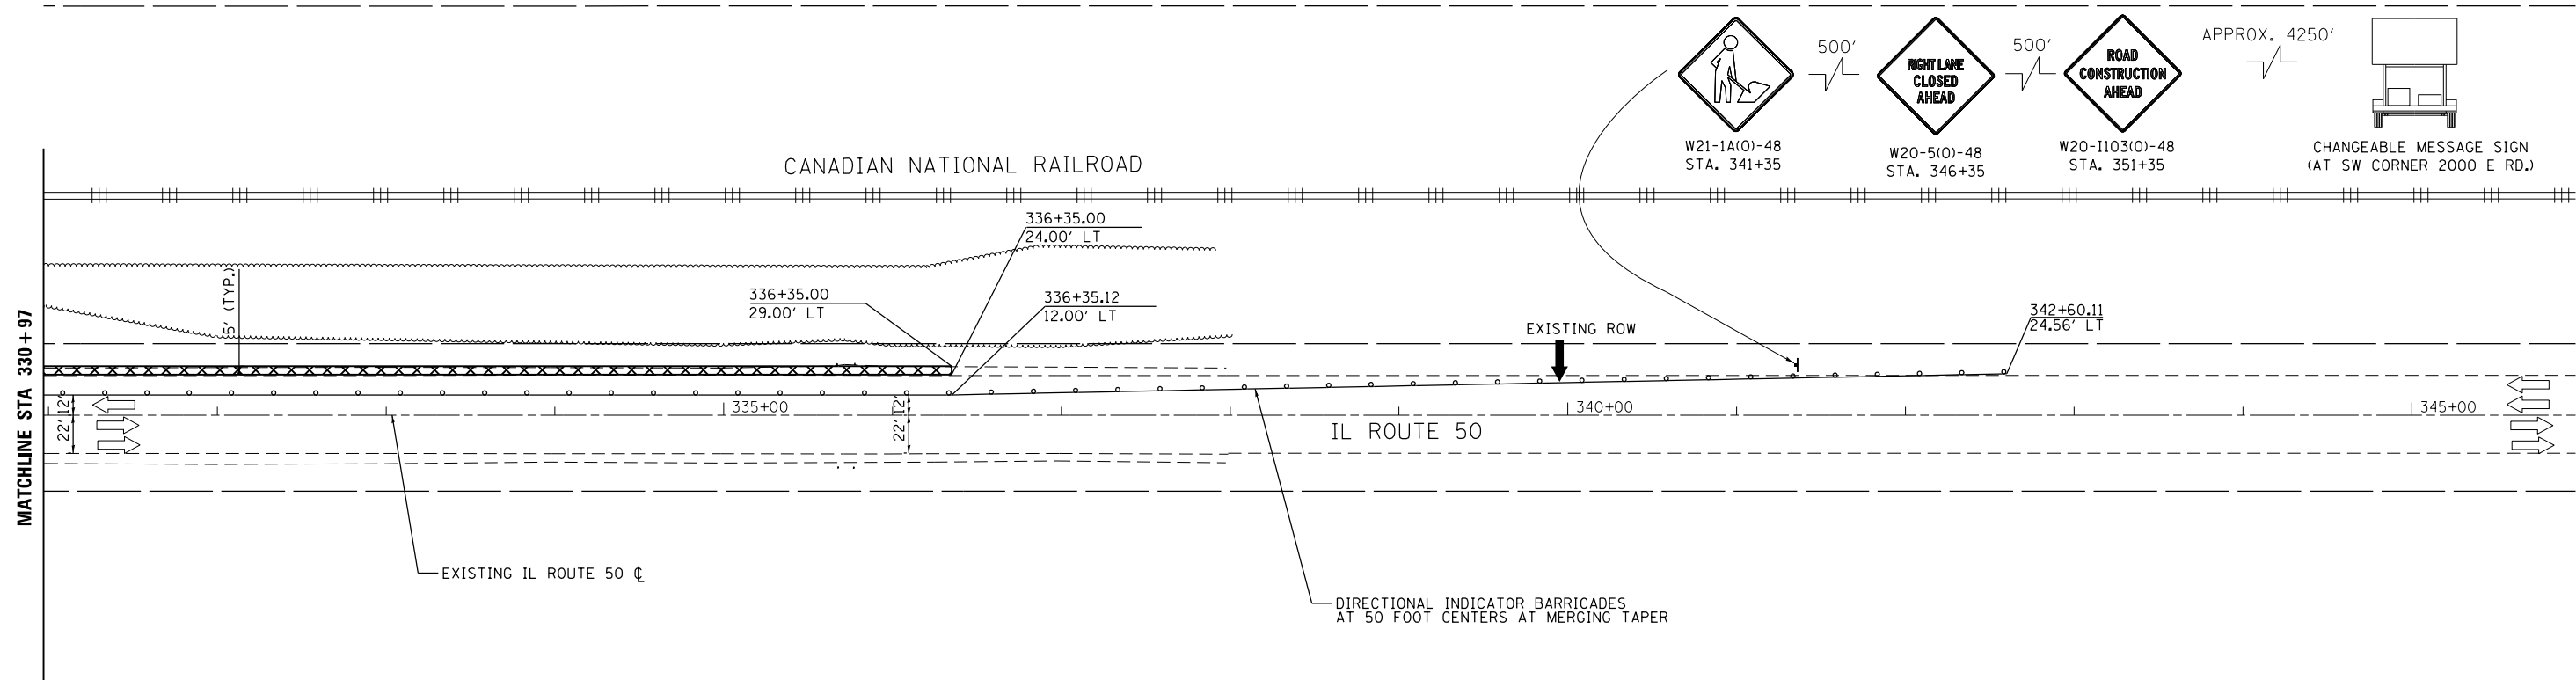 APPROX. 4250'
500'
500'
ROAD
CONSTRUCTION
AHEAD
RIGHT LANE
CLOSED
AHEAD
W21-1A(O)-48
STA. 341+35
W20-5(O)-48
STA. 346+35
W20-I103(O)-48
STA. 351+35
CHANGEABLE MESSAGE SIGN
(AT SW CORNER 2000 E RD.)
CANADIAN NATIONAL RAILROAD
336+35.00
24.00' LT
336+35.00
29.00' LT
336+35.12
12.00' LT
342+60.11
24.56' LT
5' (TYP.)
EXISTING ROW
MATCHLINE STA 330+97
12'
22'
12'
22'
335+00
340+00
345+00
IL ROUTE 50
EXISTING IL ROUTE 50 ℄
DIRECTIONAL INDICATOR BARRICADES
AT 50 FOOT CENTERS AT MERGING TAPER